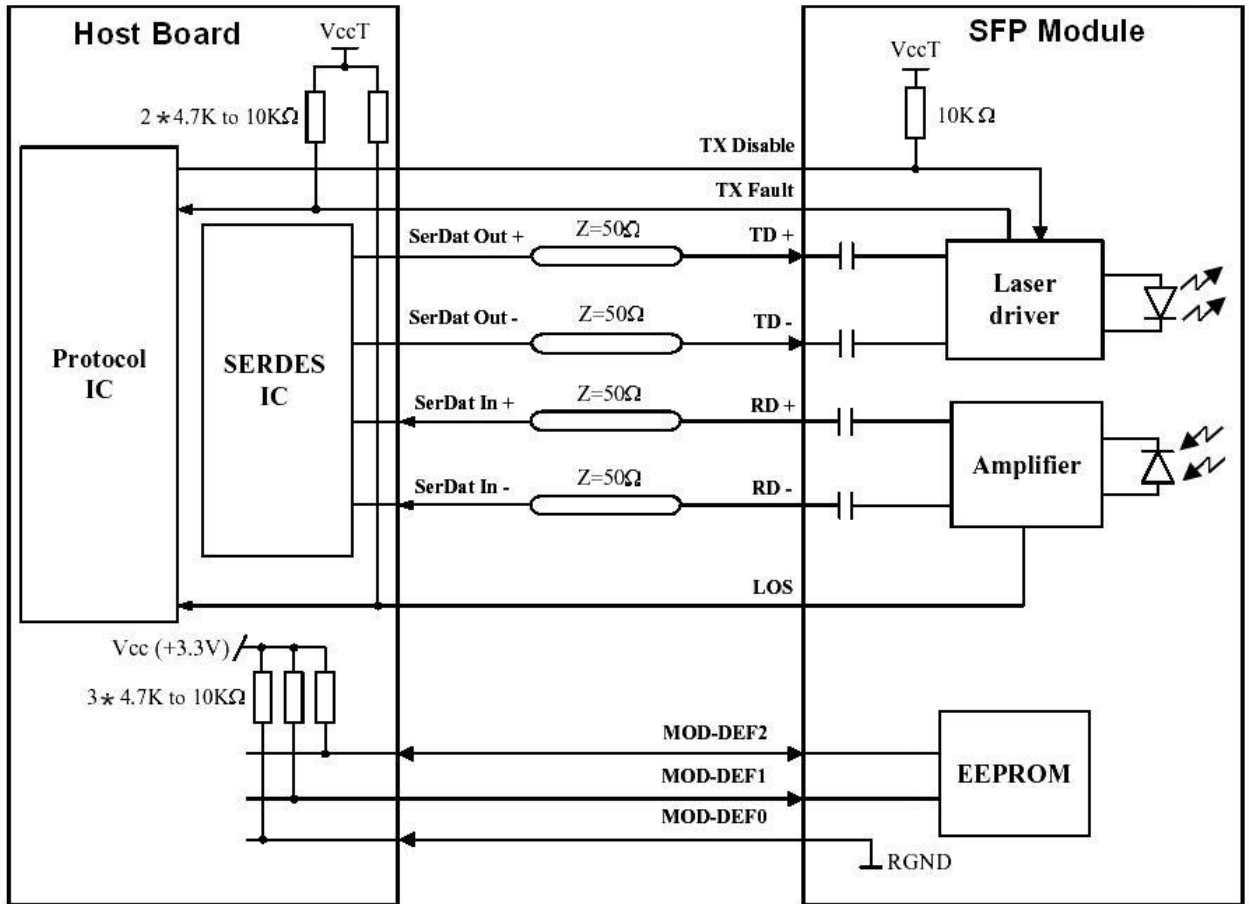 Host Board
SFP Module
VccT
VccT
2*4.7K to 10KΩ
10KΩ
TX Disable
TX Fault
SerDat Out +
Z=50Ω
TD +
SerDat Out -
Z=50Ω
TD -
Laser
driver
Protocol
IC
SERDES
IC
SerDat In +
Z=50Ω
RD +
SerDat In -
Z=50Ω
RD -
Amplifier
LOS
Vcc (+3.3V)
3*4.7K to 10KΩ
MOD-DEF2
MOD-DEF1
MOD-DEF0
EEPROM
RGND